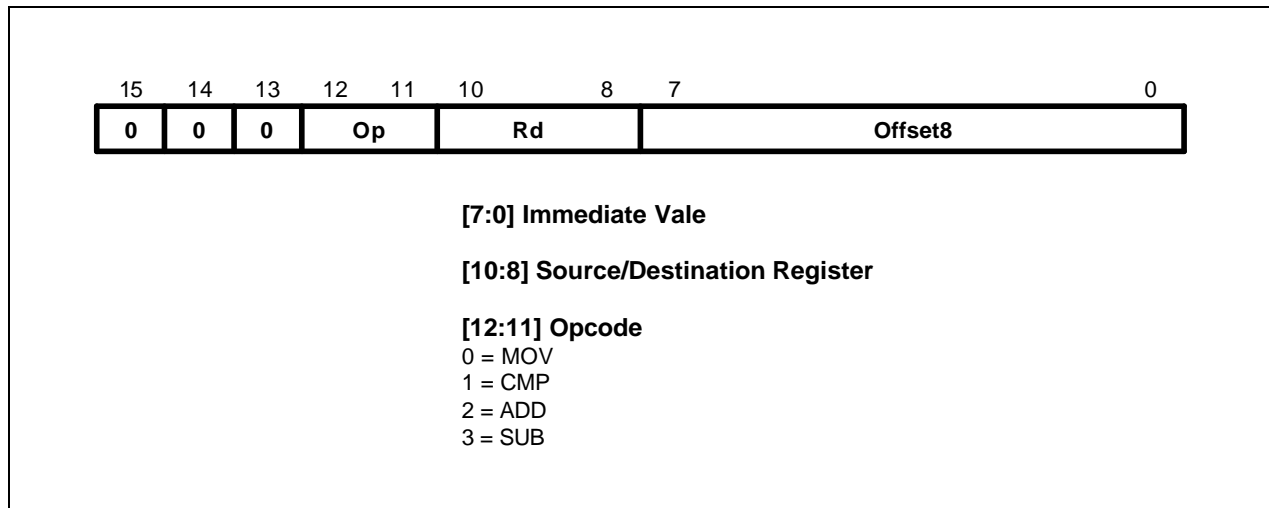 15 14 13 12 11 10 8 7 0
0 0 0 Op Rd Offset8
[7:0] Immediate Vale
[10:8] Source/Destination Register
[12:11] Opcode
0 = MOV
1 = CMP
2 = ADD
3 = SUB